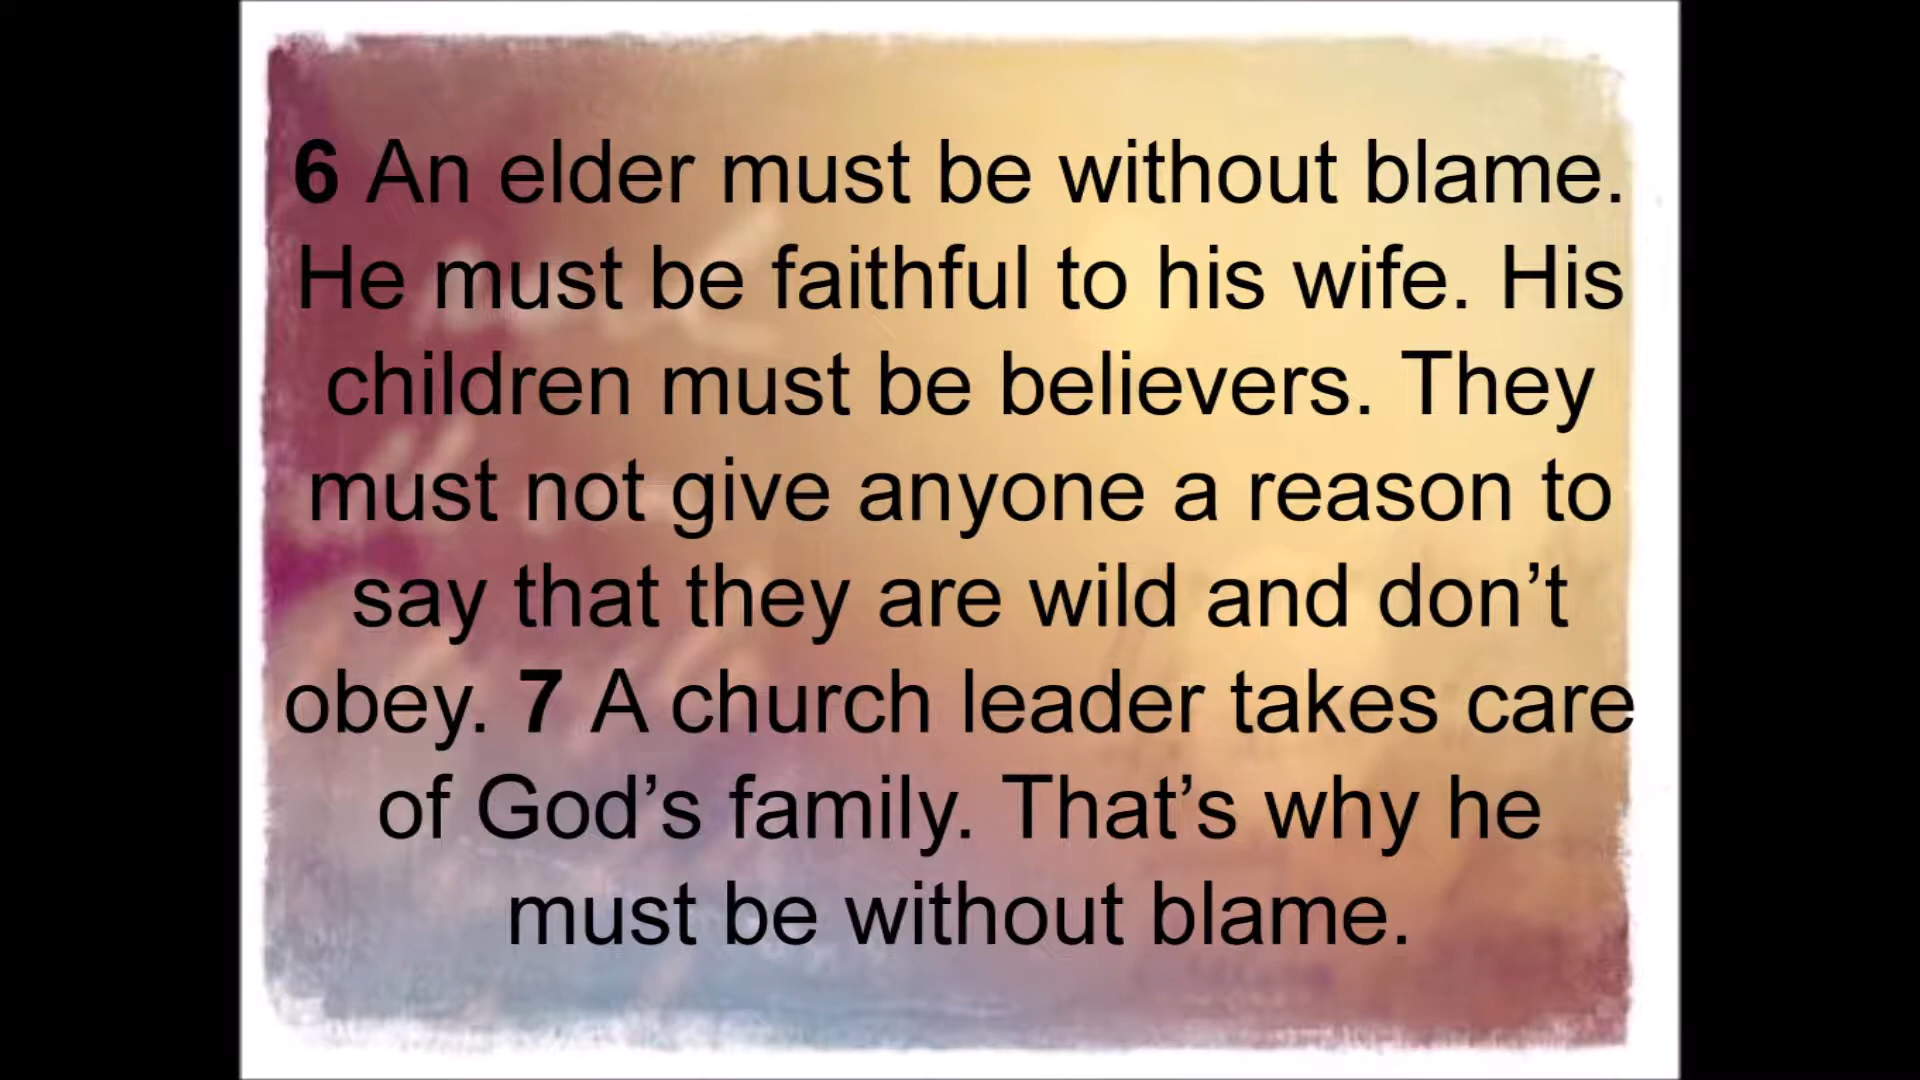 6 An elder must be without blame.
He must be faithful to his wife. His
children must be believers. They
must not give anyone a reason to
say that they are wild and don’t
obey. 7 A church leader takes care
of God’s family. That’s why he
must be without blame.